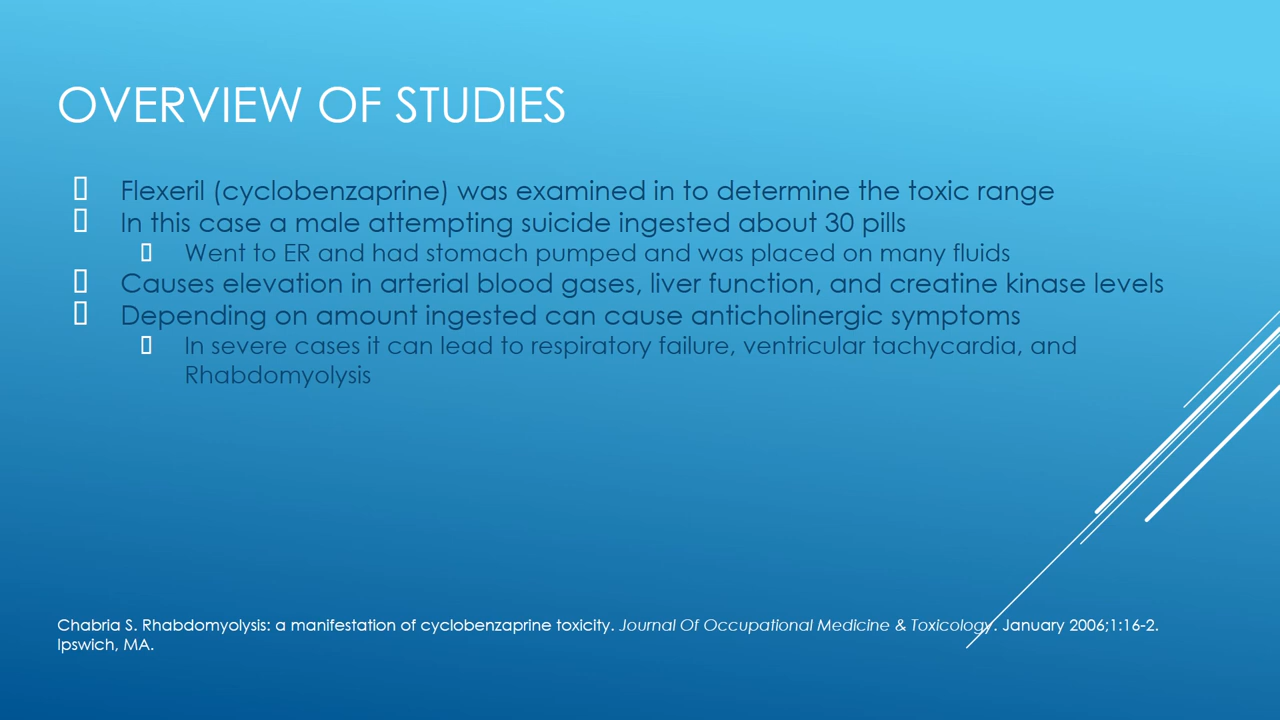 OVERVIEW OF STUDIES
Flexeril (cyclobenzaprine) was examined in to determine the toxic range
In this case a male attempting suicide ingested about 30 pills
Went to ER and had stomach pumped and was placed on many fluids
Causes elevation in arterial blood gases, liver function, and creatine kinase levels
Depending on amount ingested can cause anticholinergic symptoms
In severe cases it can lead to respiratory failure, ventricular tachycardia, and
Rhabdomyolysis
Chabria S. Rhabdomyolysis: a manifestation of cyclobenzaprine toxicity. Journal Of Occupational Medicine & Toxicology. January 2006;1:16-2.
Ipswich, MA.